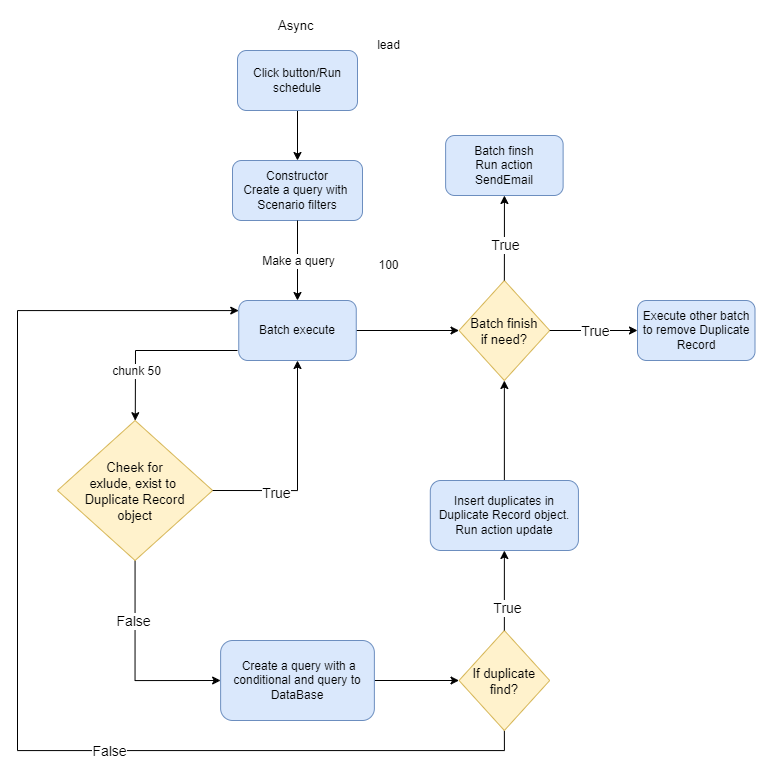 Async
lead
Click button/Run
schedule
Constructor
Create a query with
Scenario filters
Batch finsh
Run action
SendEmail
True
Make a query
100
Batch execute
Batch finish
if need?
True
Execute other batch
to remove Duplicate
Record
chunk 50
Cheek for
exlude, exist to
Duplicate Record
object
True
Insert duplicates in
Duplicate Record object.
Run action update
True
False
Create a query with a
conditional and query to
DataBase
If duplicate
find?
False